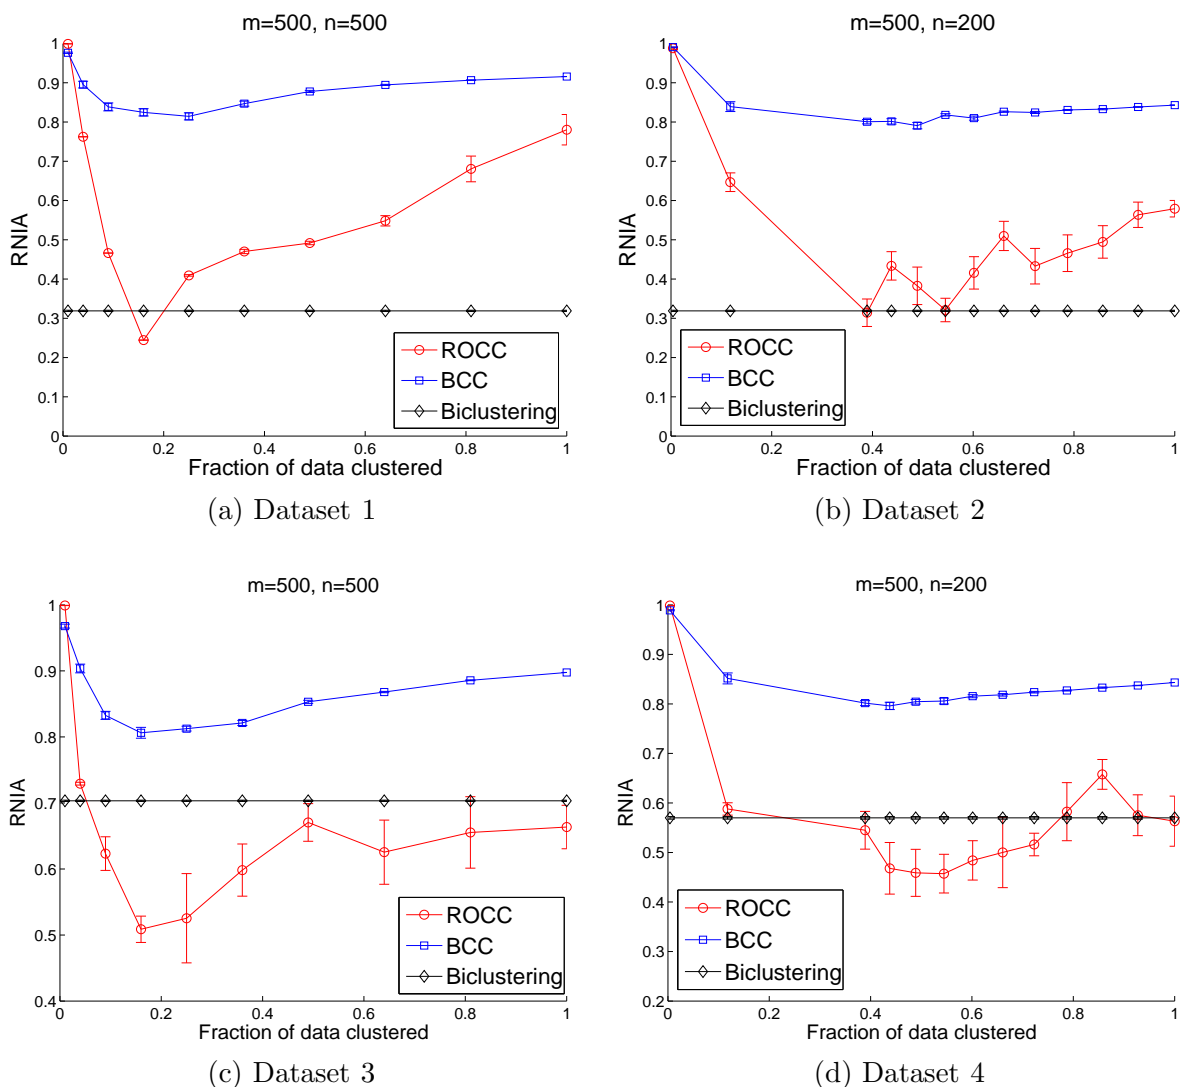 m=500, n=500
1
0.9
0.8
0.7
0.6
0.5
0.4
0.3
0.2
0.1
0
RNIA
0 0.2 0.4 0.6 0.8 1
Fraction of data clustered
ROCC
BCC
Biclustering
(a) Dataset 1
m=500, n=200
1
0.9
0.8
0.7
0.6
0.5
0.4
0.3
0.2
0.1
0
RNIA
0 0.2 0.4 0.6 0.8 1
Fraction of data clustered
ROCC
BCC
Biclustering
(b) Dataset 2
m=500, n=500
1
0.9
0.8
0.7
0.6
0.5
0.4
RNIA
0 0.2 0.4 0.6 0.8 1
Fraction of data clustered
ROCC
BCC
Biclustering
(c) Dataset 3
m=500, n=200
1
0.9
0.8
0.7
0.6
0.5
0.4
0.3
0.2
RNIA
0 0.2 0.4 0.6 0.8 1
Fraction of data clustered
ROCC
BCC
Biclustering
(d) Dataset 4